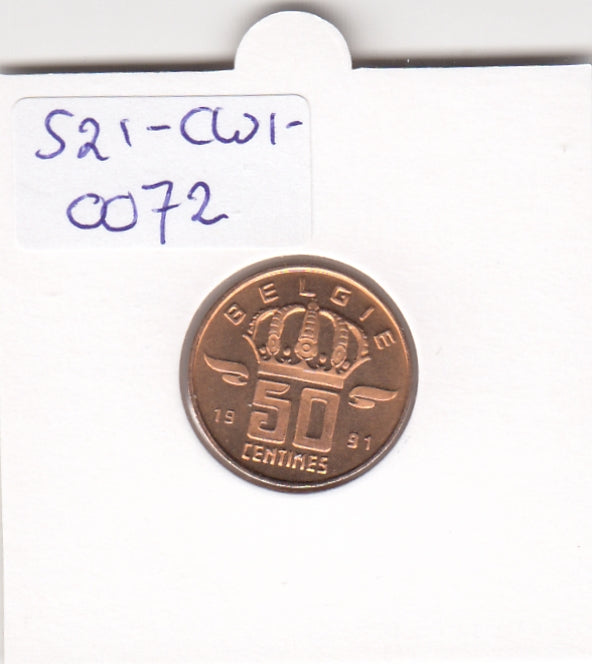 S21-CW1-
0072
BELGIE
50
19 91
CENTIMES